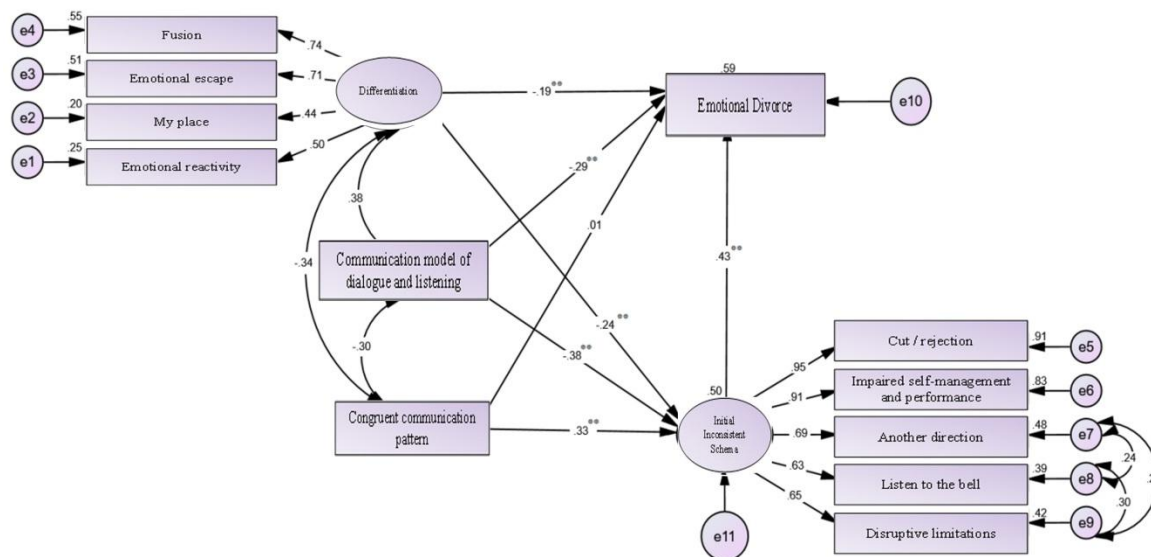 e4
.55
Fusion
.74
e3
.51
Emotional escape
.71
e2
.20
My place
.44
e1
.25
Emotional reactivity
.50
Differentiation
-.19**
.59
Emotional Divorce
e10
-.29**
.38
.01
-.34
Communication model of
dialogue and listening
.43**
-.24**
-.30
-.38**
Congruent communication
pattern
.33**
.50
Initial
Inconsistent
Schema
e11
.95
Cut / rejection
.91
e5
.91
Impaired self-management
and performance
.83
e6
.69
Another direction
.48
e7
.24
.63
Listen to the bell
.39
e8
.30
.65
Disruptive limitations
.42
e9